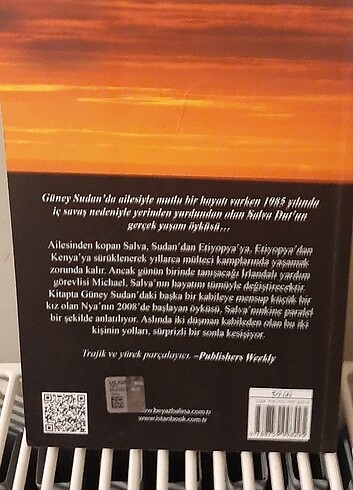 Güney Sudan'da ailesiyle mutlu bir hayatı varken 1985 yılında
iç savaş nedeniyle yerinden yurdundan olan Salva Dut'un
gerçek yaşam öyküsü...
Ailesinden kopan Salva, Sudan'dan Etiyopya'ya, Etiyopya'dan
Kenya'ya sürüklenerek yıllarca mülteci kamplarında yaşamak
zorunda kalır. Ancak günün birinde tanışacağı İrlandalı yardım
görevlisi Michael, Salva'nın hayatını tümüyle değiştirecektir.
Kitapta Güney Sudan'daki başka bir kabileye mensup küçük bir
kız olan Nya'nın 2008'de başlayan öyküsü, Salva'nınkine paralel
bir şekilde anlatılıyor. Aslında iki düşman kabileden olan bu iki
kişinin yolları, sürprizli bir sonla kesişiyor.
Trajik ve yürek parçalayıcı. –Publishers Weekly
www.beyazbalina.com.tr
www.istanbook.com.tr